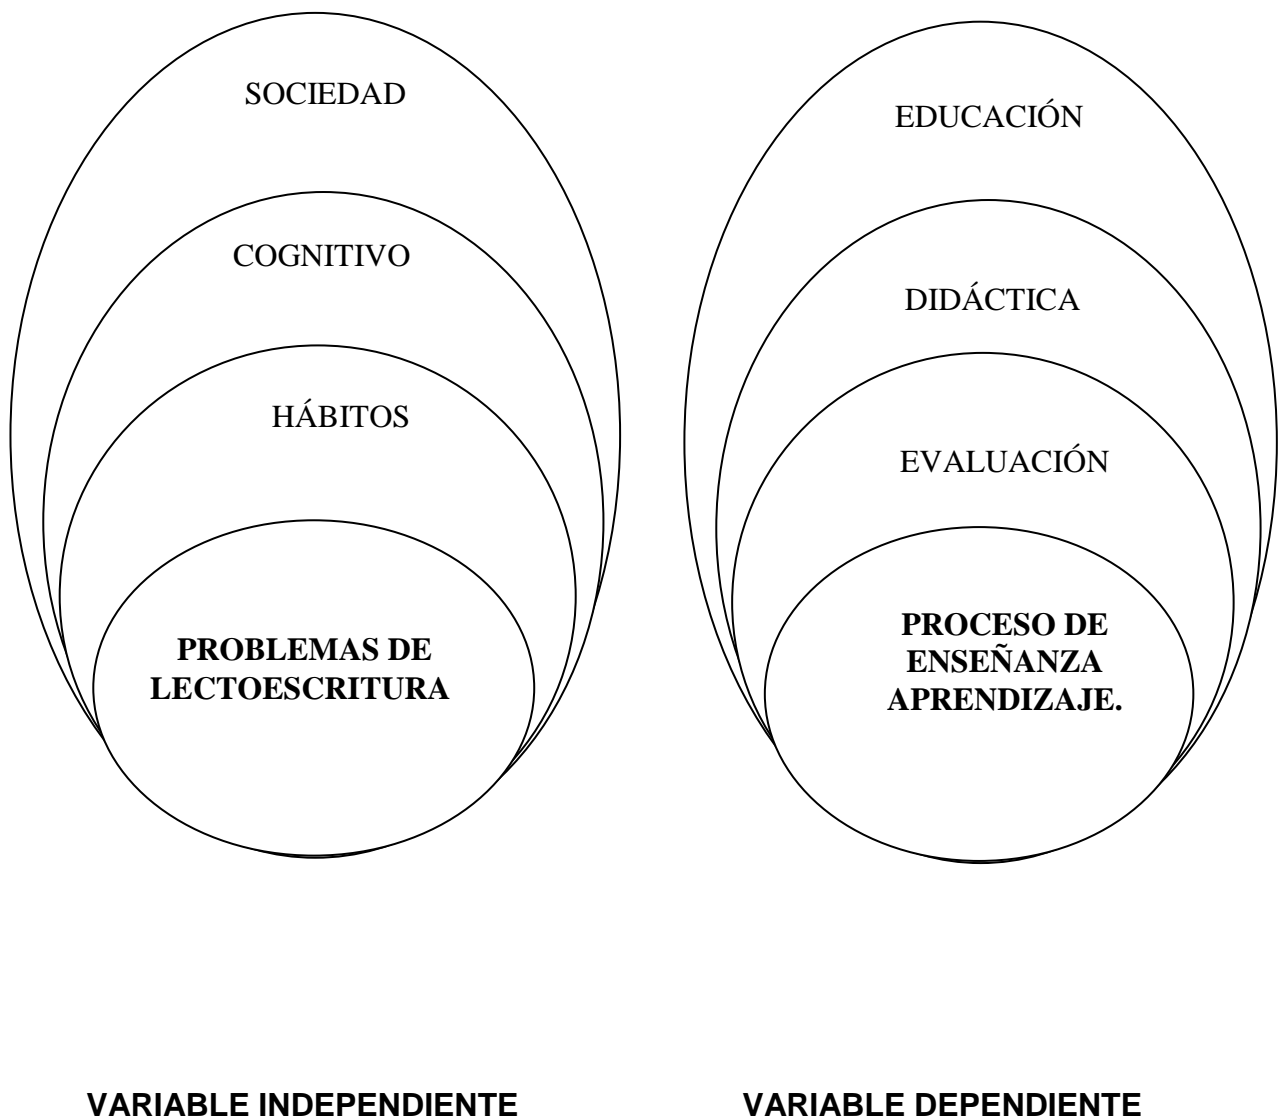 SOCIEDAD
COGNITIVO
HÁBITOS
PROBLEMAS DE
LECTOESCRITURA
EDUCACIÓN
DIDÁCTICA
EVALUACIÓN
PROCESO DE
ENSEÑANZA
APRENDIZAJE.
VARIABLE INDEPENDIENTE
VARIABLE DEPENDIENTE